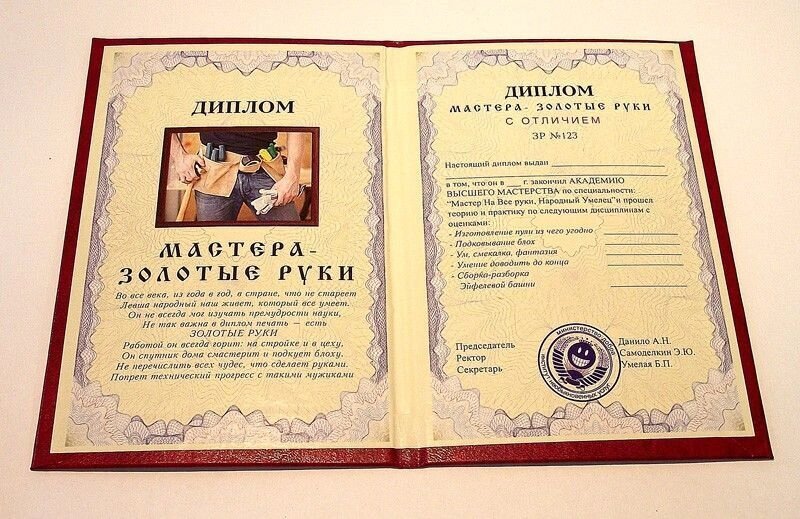 ДИПЛОМ
МАСТЕРА-
ЗОЛОТЫЕ РУКИ
Во все века, из года в год, в стране, что не стареет
Левша народный наш живет, который все умеет.
Он не всегда мог изучать премудрости науки,
Не так важна в диплом печать — есть
ЗОЛОТЫЕ РУКИ
Работой он всегда горит: на стройке и в цеху,
Он спутник дома смастерит и подкует блоху.
Не перечислить всех чудес, что сделает руками.
Попрет технический прогресс с такими мужиками
ДИПЛОМ
МАСТЕРА- ЗОЛОТЫЕ РУКИ
С ОТЛИЧИЕМ
ЗР №123
Настоящий диплом выдан
в том, что он в ___ г. закончил АКАДЕМИЮ
ВЫСШЕГО МАСТЕРСТВА по специальности:
"Мастер На Все руки, Народный Умелец"и прошел
теорию и практику по следующим дисциплинам с
оценками:
- Изготовление пули из чего угодно
- Подковывание блох
- Ум, смекалка, фантазия
- Умение доводить до конца
- Сборка-разборка
Эйфелевой башни
Председатель Данило А.Н.
Ректор Самоделкин Э.Ю.
Секретарь Умелая Б.П.
министерство добра